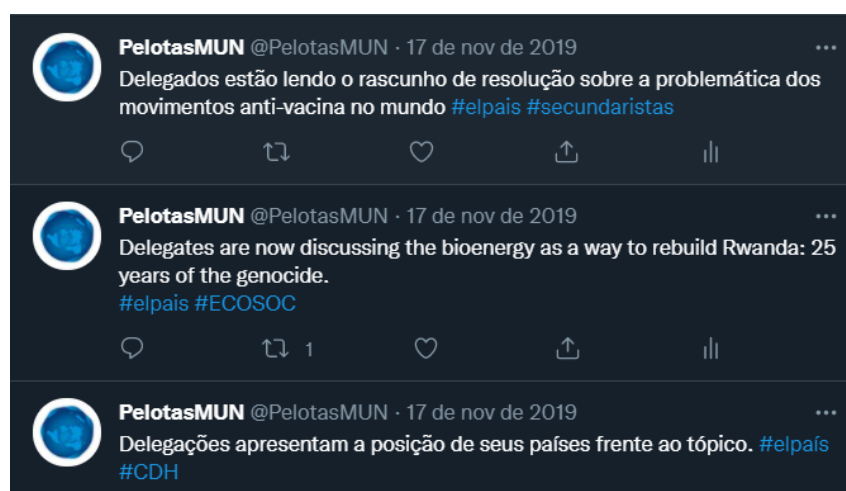 PelotasMUN @PelotasMUN · 17 de nov de 2019
Delegados estão lendo o rascunho de resolução sobre a problemática dos
movimentos anti-vacina no mundo #elpais #secundaristas
PelotasMUN @PelotasMUN · 17 de nov de 2019
Delegates are now discussing the bioenergy as a way to rebuild Rwanda: 25
years of the genocide.
#elpais #ECOSOC
1
PelotasMUN @PelotasMUN · 17 de nov de 2019
Delegações apresentam a posição de seus países frente ao tópico. #elpaís
#CDH